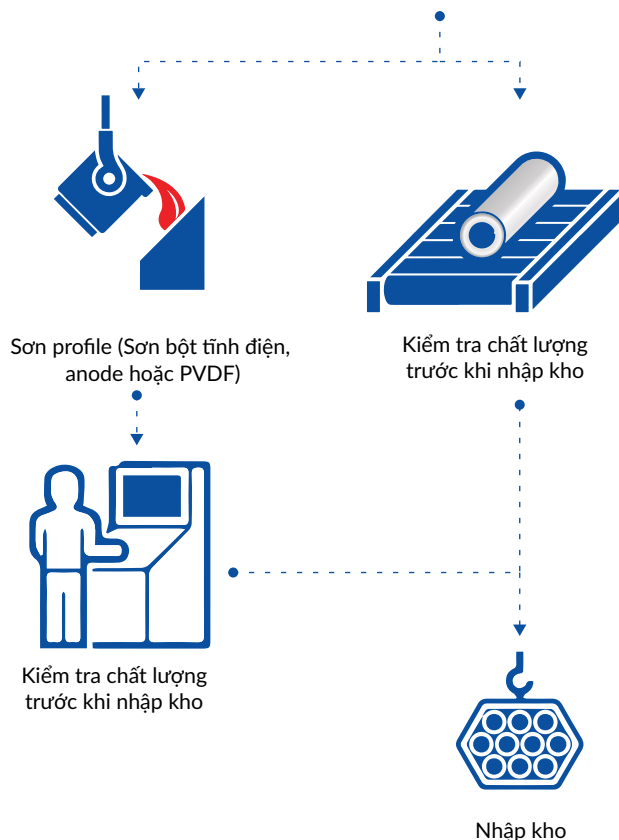 Sơn profile (Sơn bột tĩnh điện,
anode hoặc PVDF)
Kiểm tra chất lượng
trước khi nhập kho
Kiểm tra chất lượng
trước khi nhập kho
Nhập kho